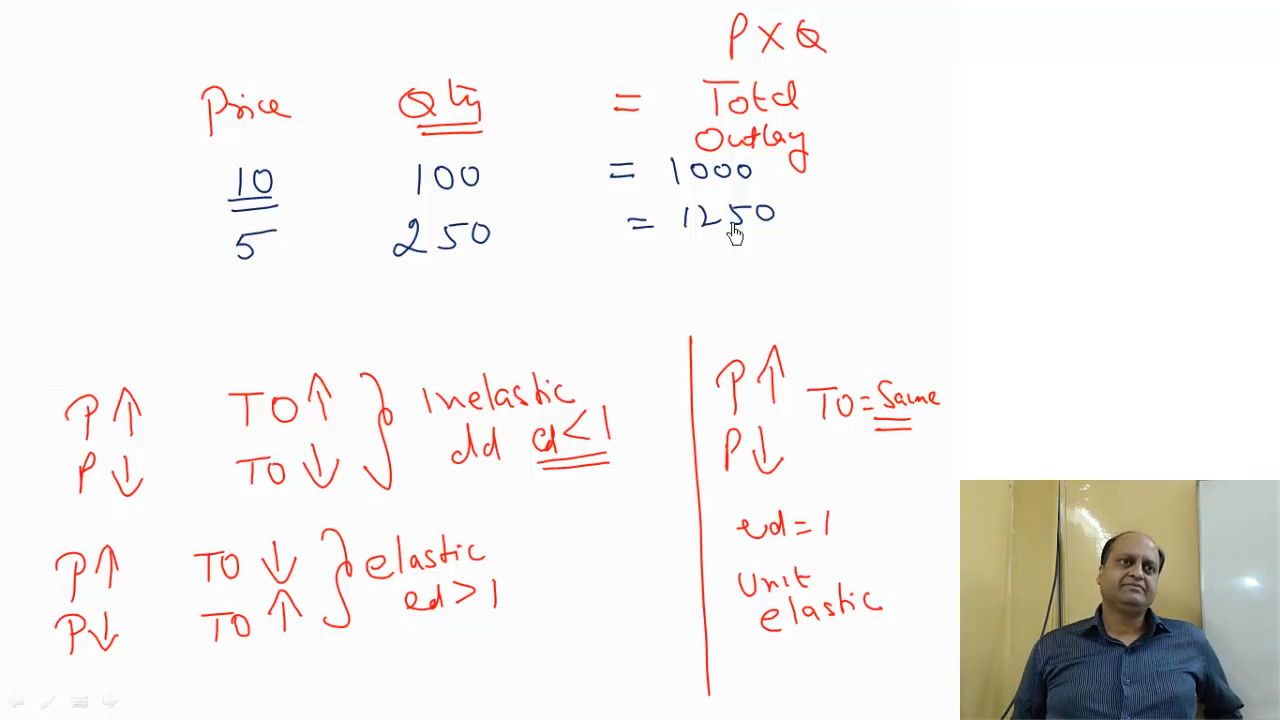 P X Q
Price Qty = Total
Outlay
10 100 = 1000
5 250 = 1250
P↑ TO↑ } Inelastic
P↓ TO↓ dd ed<1
P↑ TO↓ } elastic
P↓ TO↑ ed>1
P↑ TO = Same
P↓
ed = 1
Unit
elastic